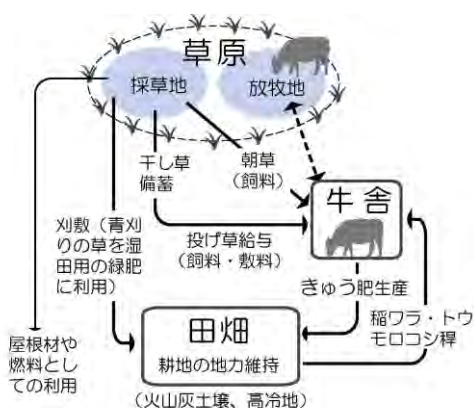 草原
採草地
放牧地
干し草
備蓄
朝草
(飼料)
牛舎
刈敷(青刈
りの草を湿
田用の緑肥
に利用)
投げ草給与
(飼料・敷料)
きゅう肥生産
稲ワラ・トウ
モロコシ稈
屋根材や
燃料とし
ての利用
田畑
耕地の地力維持
(火山灰土壌、高冷地)